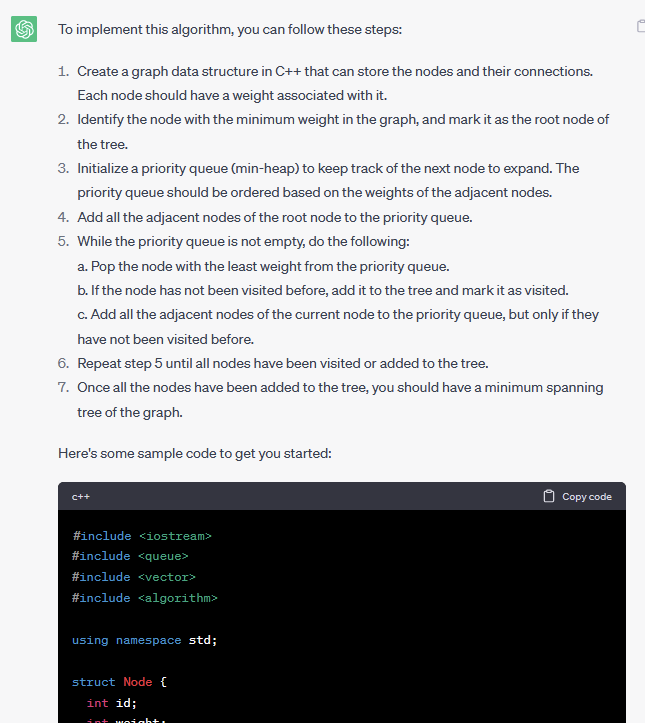 To implement this algorithm, you can follow these steps:
1. Create a graph data structure in C++ that can store the nodes and their connections.
Each node should have a weight associated with it.
2. Identify the node with the minimum weight in the graph, and mark it as the root node of
the tree.
3. Initialize a priority queue (min-heap) to keep track of the next node to expand. The
priority queue should be ordered based on the weights of the adjacent nodes.
4. Add all the adjacent nodes of the root node to the priority queue.
5. While the priority queue is not empty, do the following:
a. Pop the node with the least weight from the priority queue.
b. If the node has not been visited before, add it to the tree and mark it as visited.
c. Add all the adjacent nodes of the current node to the priority queue, but only if they
have not been visited before.
6. Repeat step 5 until all nodes have been visited or added to the tree.
7. Once all the nodes have been added to the tree, you should have a minimum spanning
tree of the graph.
Here's some sample code to get you started:
c++ Copy code
#include <iostream>
#include <queue>
#include <vector>
#include <algorithm>
using namespace std;
struct Node {
int id;
int weight;